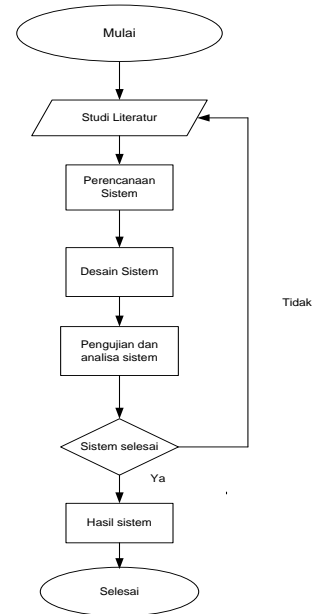 Mulai
Studi Literatur
Perencanaan
Sistem
Desain Sistem
Tidak
Pengujian dan
analisa sistem
Sistem selesai
Ya
Hasil sistem
Selesai